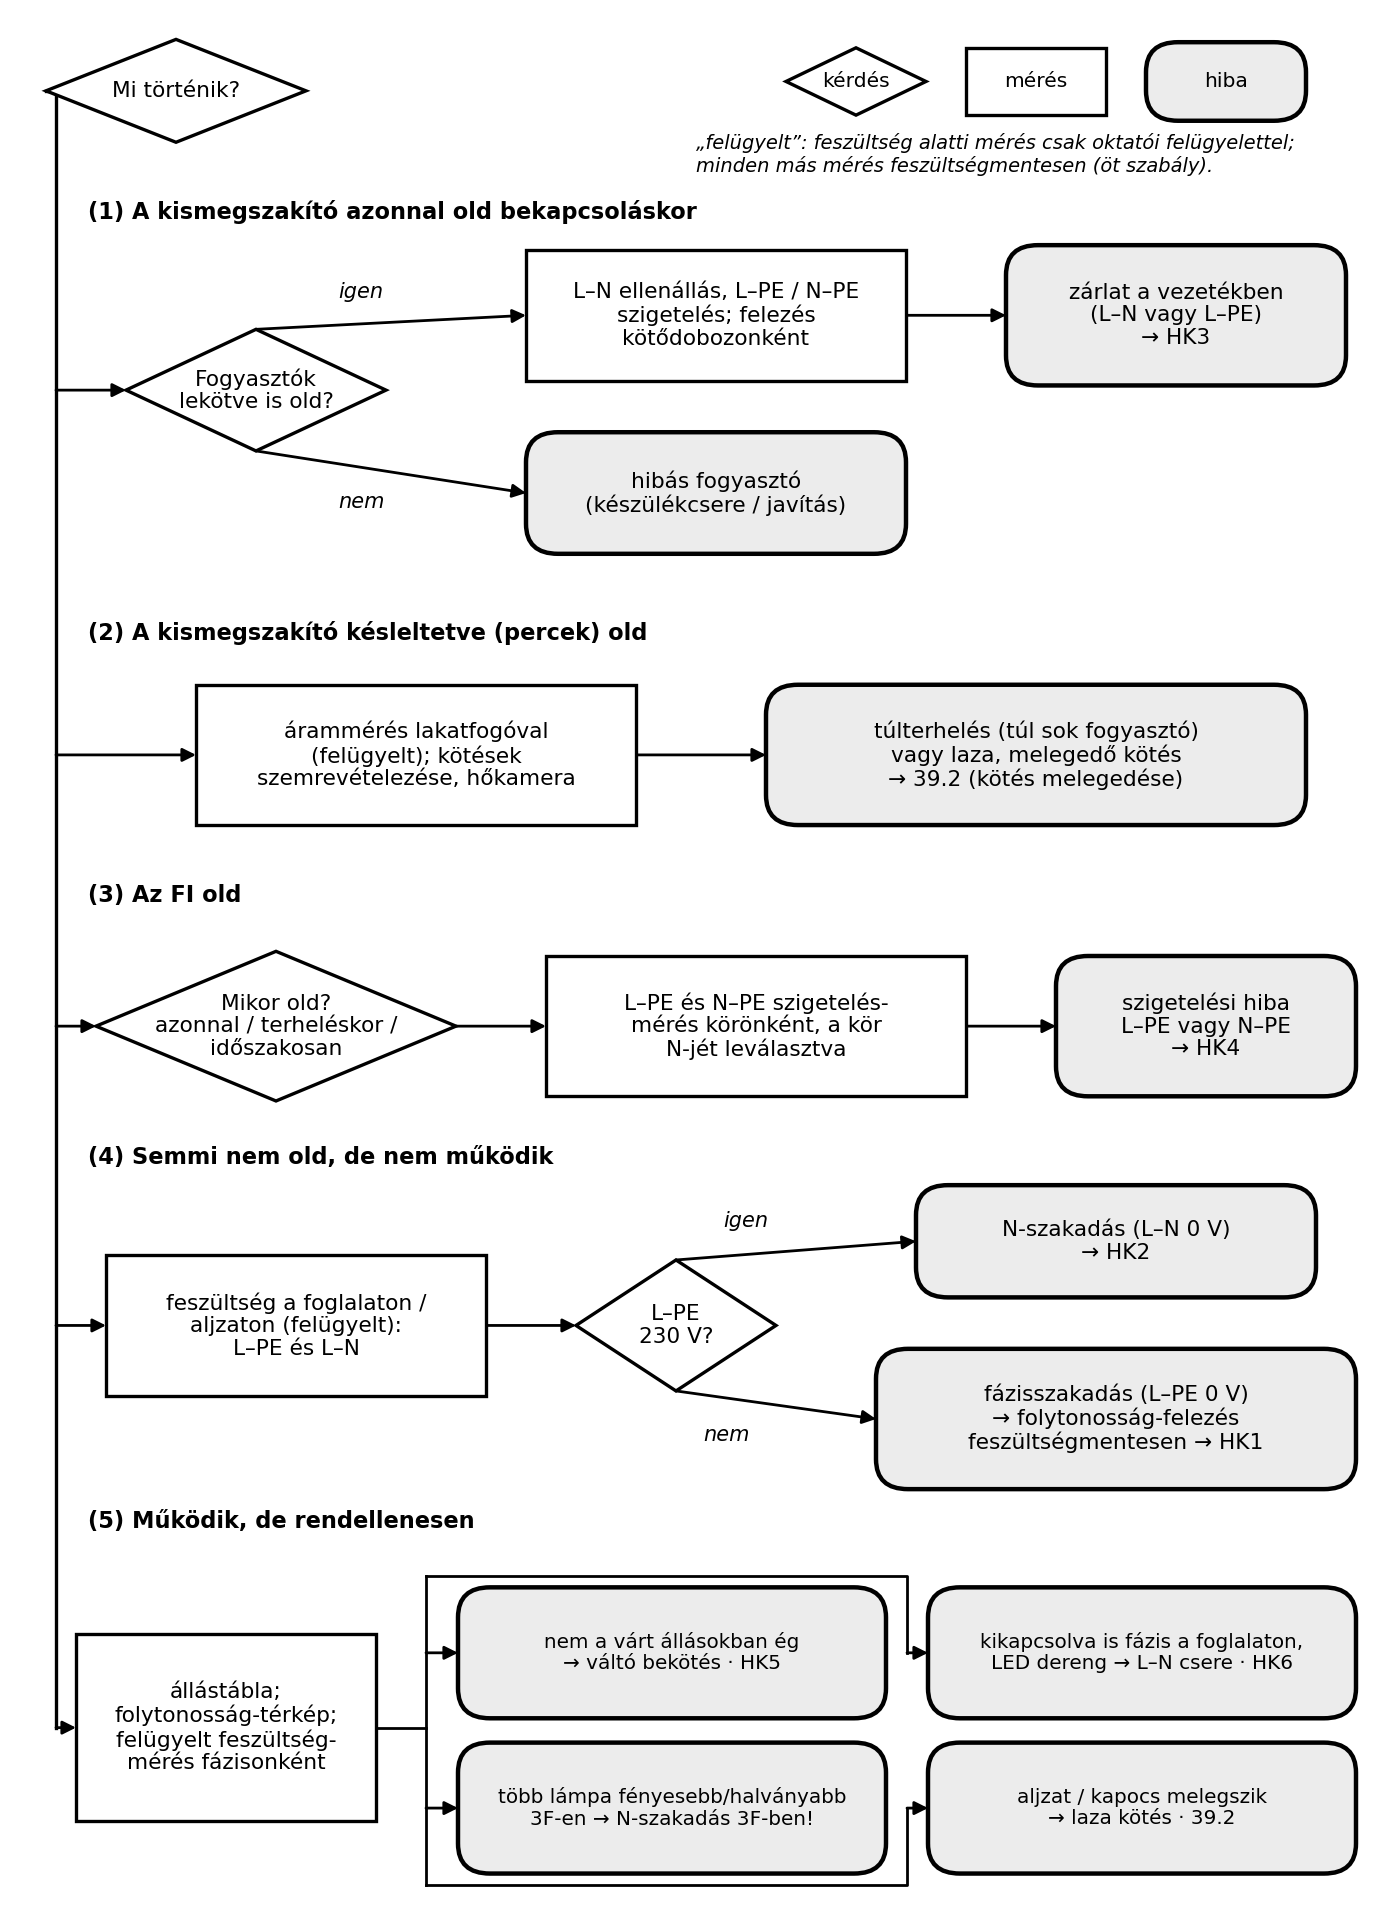 Mi történik?
kérdés
mérés
hiba
„felügyelt”: feszültség alatti mérés csak oktatói felügyelettel;
minden más mérés feszültségmentesen (öt szabály).
(1) A kismegszakító azonnal old bekapcsoláskor
Fogyasztók
lekötve is old?
igen
L–N ellenállás, L–PE / N–PE
szigetelés; felezés
kötődobozonként
zárlat a vezetékben
(L–N vagy L–PE)
→ HK3
nem
hibás fogyasztó
(készülékcsere / javítás)
(2) A kismegszakító késleltetve (percek) old
árammérés lakatfogóval
(felügyelt); kötések
szemrevételezése, hőkamera
túlterhelés (túl sok fogyasztó)
vagy laza, melegedő kötés
→ 39.2 (kötés melegedése)
(3) Az FI old
Mikor old?
azonnal / terheléskor /
időszakosan
L–PE és N–PE szigetelés-
mérés körönként, a kör
N-jét leválasztva
szigetelési hiba
L–PE vagy N–PE
→ HK4
(4) Semmi nem old, de nem működik
feszültség a foglalaton /
aljzaton (felügyelt):
L–PE és L–N
L–PE
230 V?
igen
N-szakadás (L–N 0 V)
→ HK2
nem
fázisszakadás (L–PE 0 V)
→ folytonosság-felezés
feszültségmentesen → HK1
(5) Működik, de rendellenesen
állástábla;
folytonosság-térkép;
felügyelt feszültség-
mérés fázisonként
nem a várt állásokban ég
→ váltó bekötés · HK5
kikapcsolva is fázis a foglalaton,
LED dereng → L–N csere · HK6
több lámpa fényesebb/halványabb
3F-en → N-szakadás 3F-ben!
aljzat / kapocs melegszik
→ laza kötés · 39.2